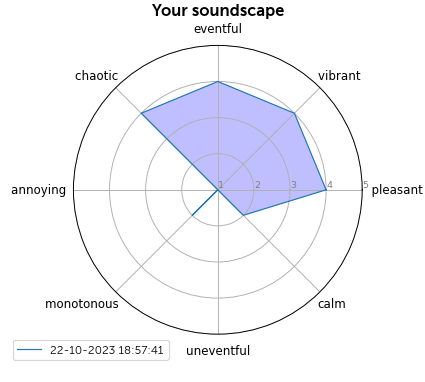 Your soundscape
eventful
chaotic
vibrant
annoying
1 2 3 4 5
pleasant
monotonous
calm
uneventful
22-10-2023 18:57:41